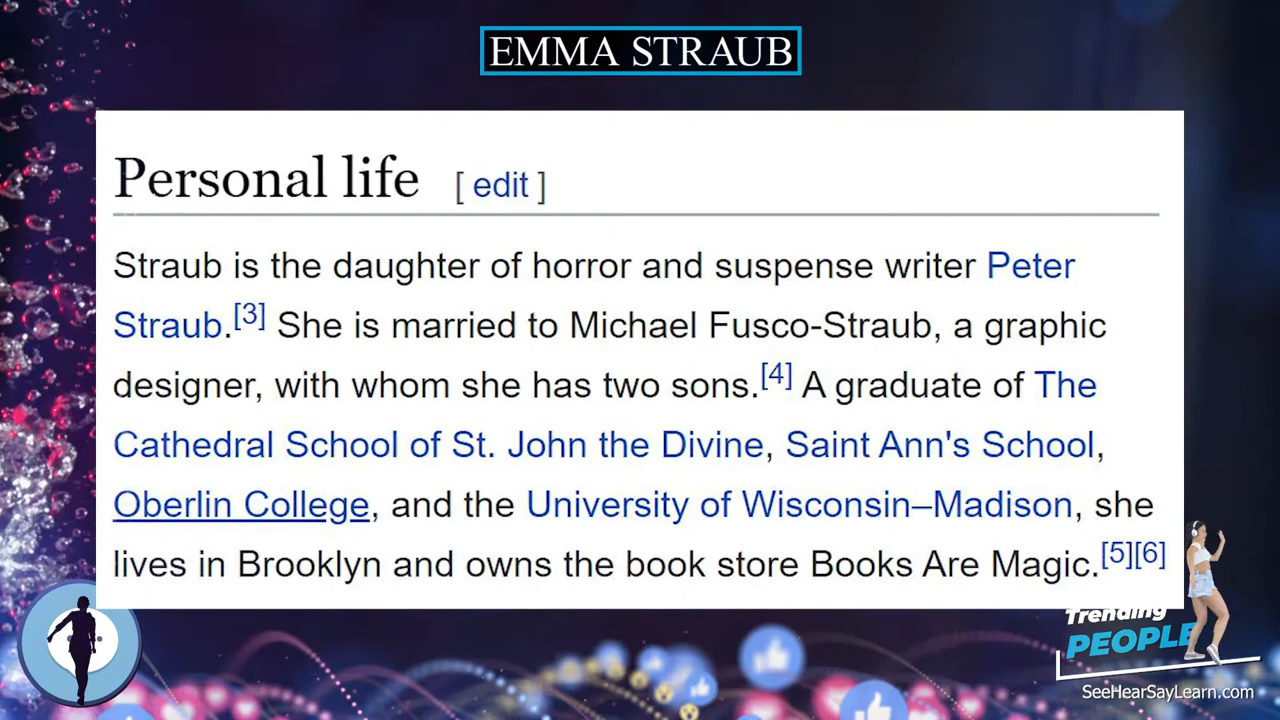 EMMA STRAUB
Personal life [ edit ]
Straub is the daughter of horror and suspense writer Peter
Straub.[3] She is married to Michael Fusco-Straub, a graphic
designer, with whom she has two sons.[4] A graduate of The
Cathedral School of St. John the Divine, Saint Ann's School,
Oberlin College, and the University of Wisconsin–Madison, she
lives in Brooklyn and owns the book store Books Are Magic.[5][6]
Trending
PEOPLE
SeeHearSayLearn.com